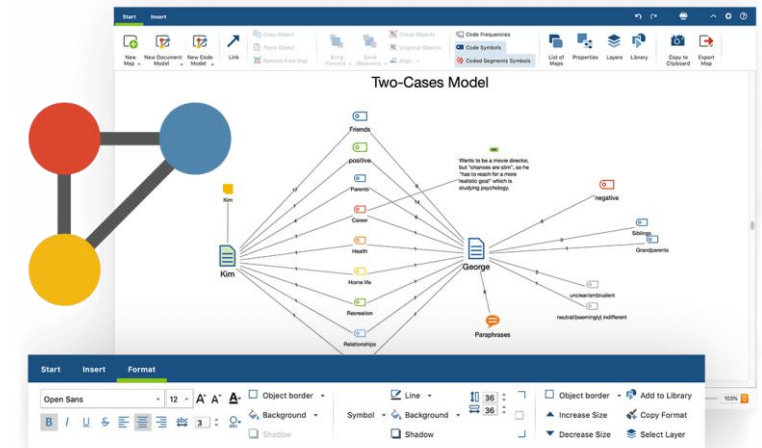 Start Insert
New Map
New Document Model
New Code Model
Link
Copy Object
Paste Object
Remove from Map
Bring Forward
Send Backward
Group Objects
Ungroup Objects
Align
Code Frequencies
Code Symbols
Coded Segments Symbols
List of Maps
Properties
Layers
Library
Copy to Clipboard
Export Map
Two-Cases Model
Friends
positive
Parents
Career
Health
Home life
Recreation
Relationships
Kim
Kim
Wants to be a movie director,
but "chances are slim", so he
"has to reach for a more
realistic goal" which is
studying psychology.
George
negative
Siblings
Grandparents
unclear/ambivalent
neutral/(seemingly) indifferent
Paraphrases
103%
Start Insert Format
Open Sans 12 A A A Object border Line 36 Object border Add to Library
B I U S abc 3 Background Symbol Background 36 Increase Size Copy Format
Shadow Shadow Decrease Size Select Layer